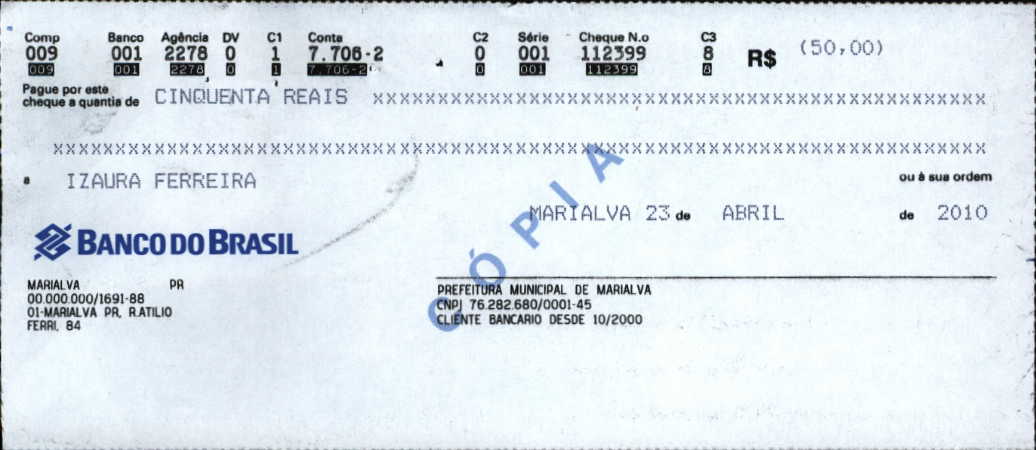 Comp Banco Agência DV C1 Conta C2 Série Cheque N.o C3
009 001 2278 0 1 7.706-2 0 001 112399 8 R$ (50,00)
009 001 2278 0 1 7.706-2 0 001 112399 8
Pague por este
cheque a quantia de CINQUENTA REAIS xxxxxxxxxxxxxxxxxxxxxxxxxxxxxxxxxxxxxxxxxxxxxxxxxxxxxxxxx
xxxxxxxxxxxxxxxxxxxxxxxxxxxxxxxxxxxxxxxxxxxxxxxxxxxxxxxxxxxxxxxxxxxxxxxxxxxxxxxxxxxxxxxx
a IZAURA FERREIRA ou à sua ordem
MARIALVA 23 de ABRIL de 2010
CÓPIA
BANCO DO BRASIL
MARIALVA PR
00.000.000/1691-88
01-MARIALVA PR, R.ATILIO
FERRI, 84
PREFEITURA MUNICIPAL DE MARIALVA
CNPJ 76.282.680/0001-45
CLIENTE BANCARIO DESDE 10/2000